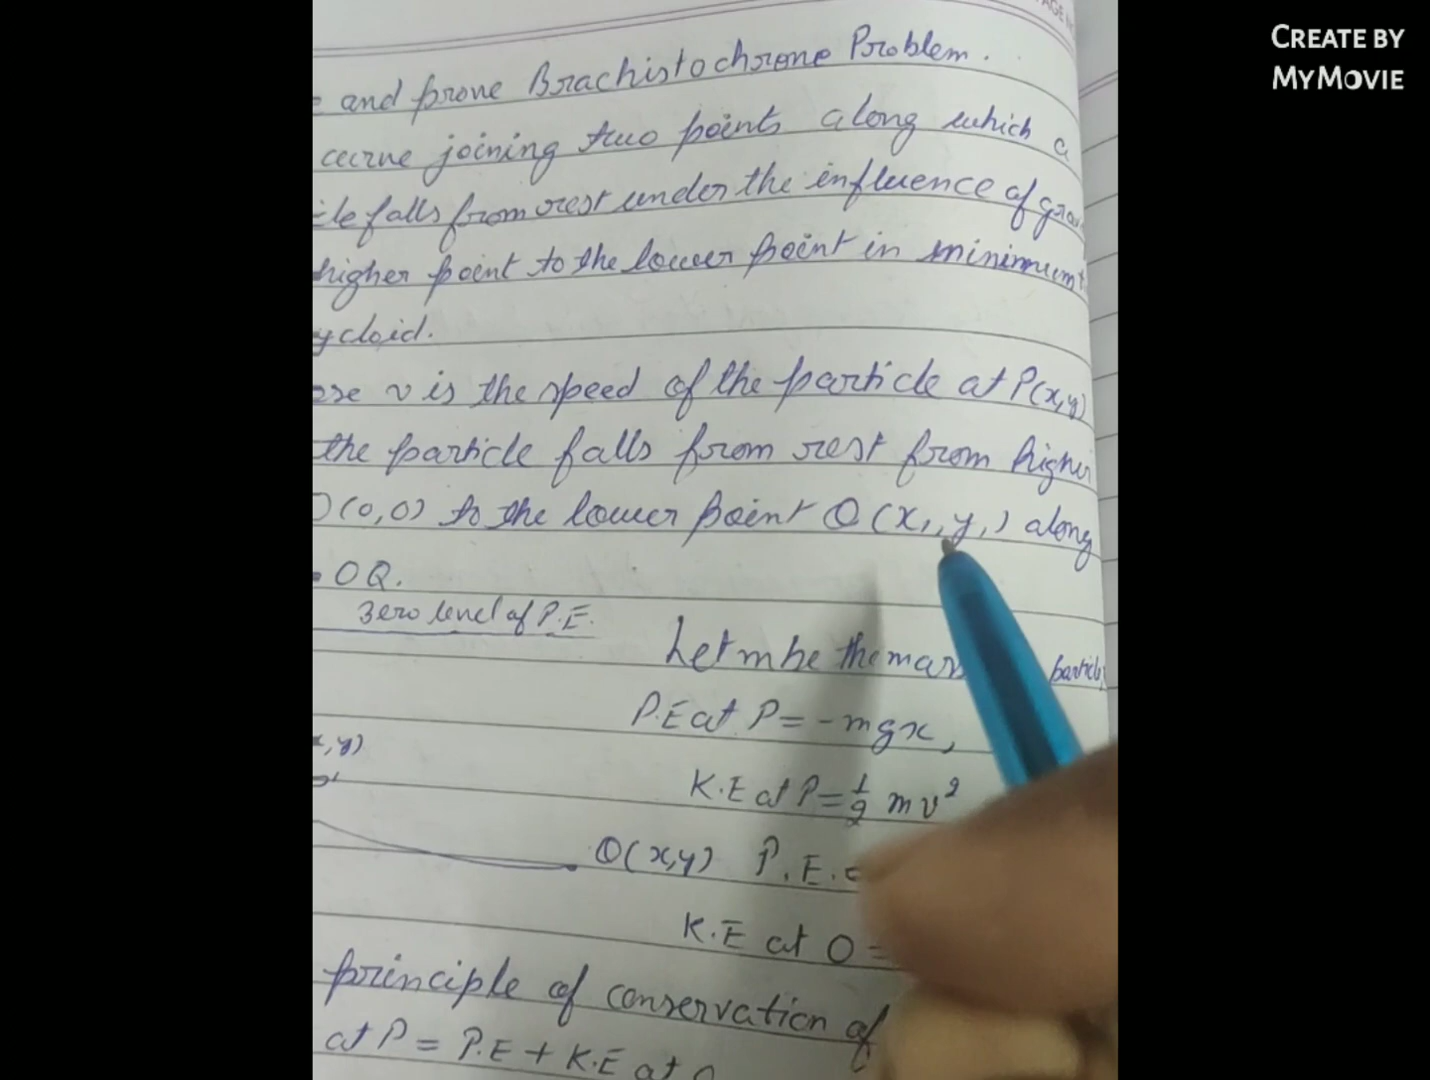 CREATE BY
MYMOVIE
and prove Brachistochrone Problem.
curve joining two points along which a
falls from rest under the influence of
higher point to the lower point in minimum
v is the speed of the particle at P(x,y)
the particle falls from rest from higher
(0,0) to the lower point Q (x₁, y₁) along
OQ.
zero level of P.E.
Let m be the mass particle
P.E at P = -mgx,
K.E at P = 1/2 mv²
Q(x,y) P.E.
K.E at O =
principle of conservation of
at P = P.E + K.E at